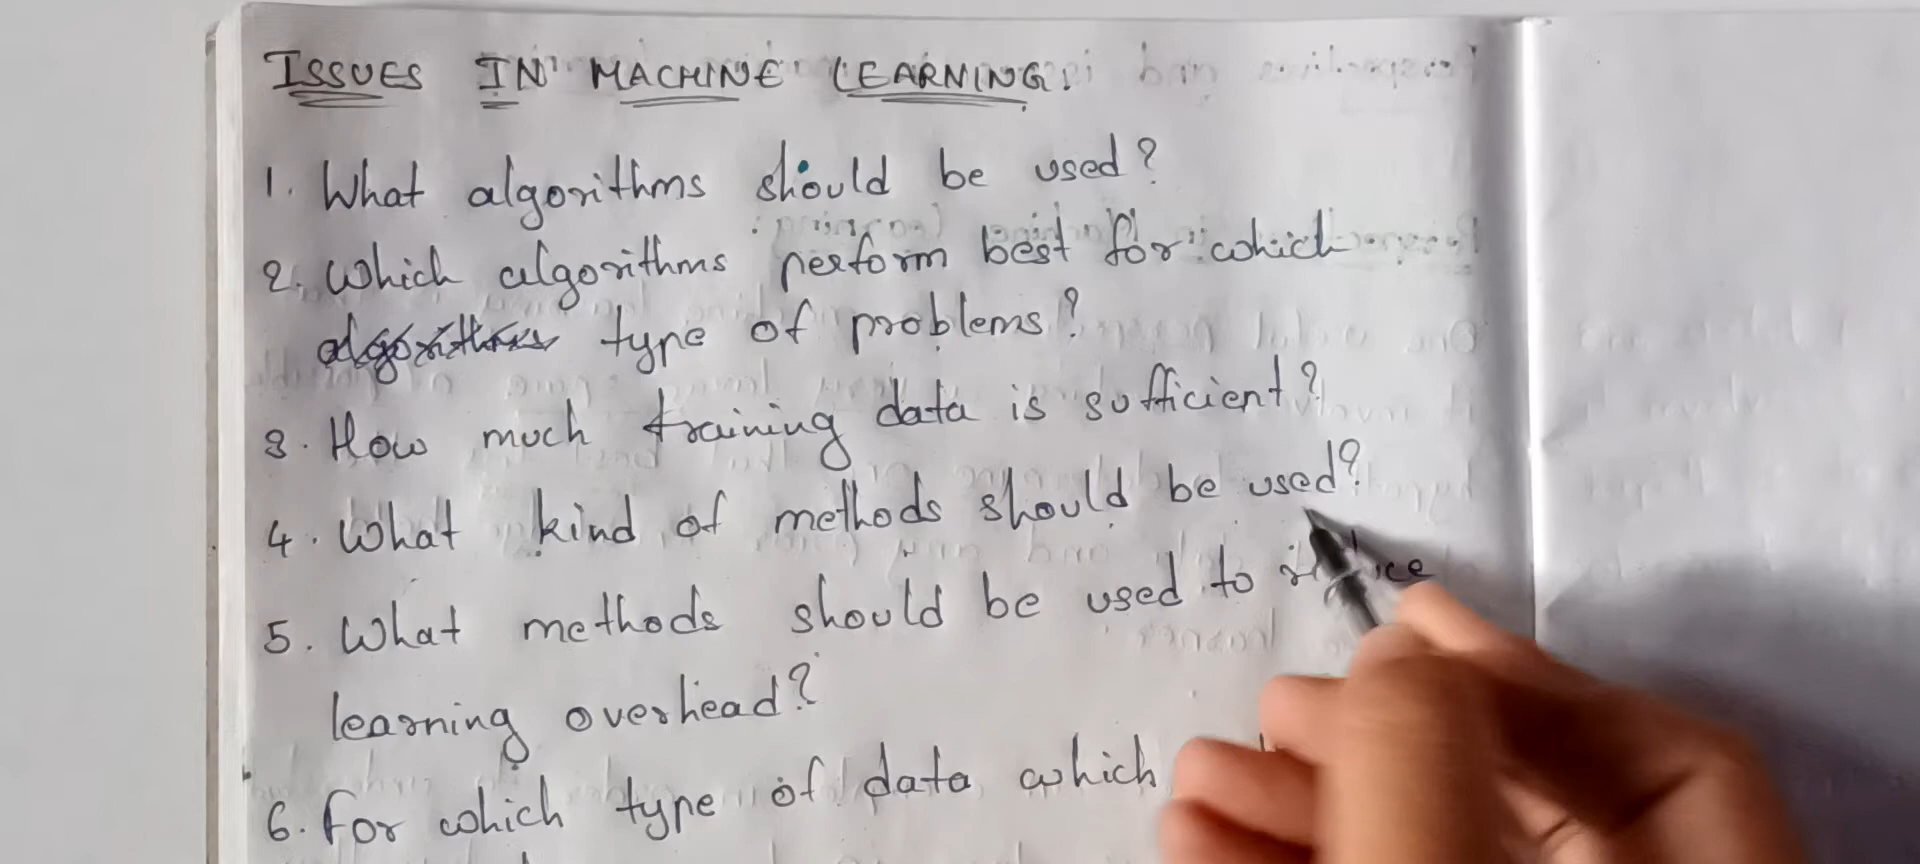 ISSUES IN MACHINE LEARNING:
1. What algorithms should be used?
2. Which algorithms perform best for which
algorithms type of problems?
3. How much training data is sufficient?
4. What kind of methods should be used?
5. What methods should be used to
learning overhead?
6. for which type of data which